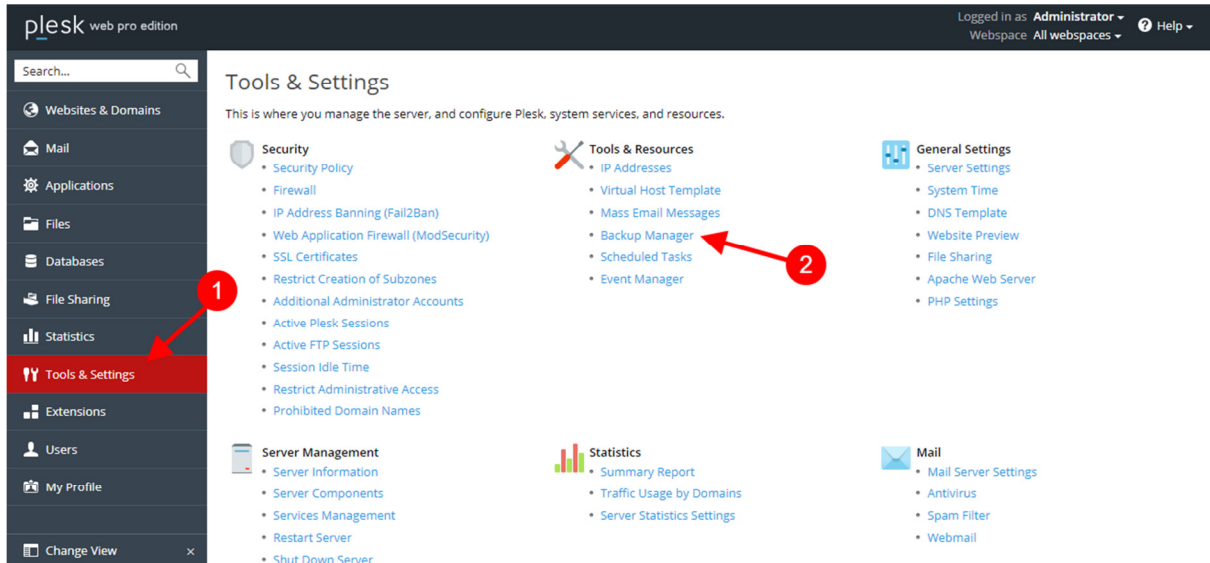 plesk web pro edition
Logged in as Administrator
Webspace All webspaces
Help
Search...
Websites & Domains
Mail
Applications
Files
Databases
File Sharing
Statistics
Tools & Settings
Extensions
Users
My Profile
Change View ×
1
Tools & Settings
This is where you manage the server, and configure Plesk, system services, and resources.
Security
Security Policy
Firewall
IP Address Banning (Fail2Ban)
Web Application Firewall (ModSecurity)
SSL Certificates
Restrict Creation of Subzones
Additional Administrator Accounts
Active Plesk Sessions
Active FTP Sessions
Session Idle Time
Restrict Administrative Access
Prohibited Domain Names
Tools & Resources
IP Addresses
Virtual Host Template
Mass Email Messages
Backup Manager
Scheduled Tasks
Event Manager
2
General Settings
Server Settings
System Time
DNS Template
Website Preview
File Sharing
Apache Web Server
PHP Settings
Server Management
Server Information
Server Components
Services Management
Restart Server
Shut Down Server
Statistics
Summary Report
Traffic Usage by Domains
Server Statistics Settings
Mail
Mail Server Settings
Antivirus
Spam Filter
Webmail